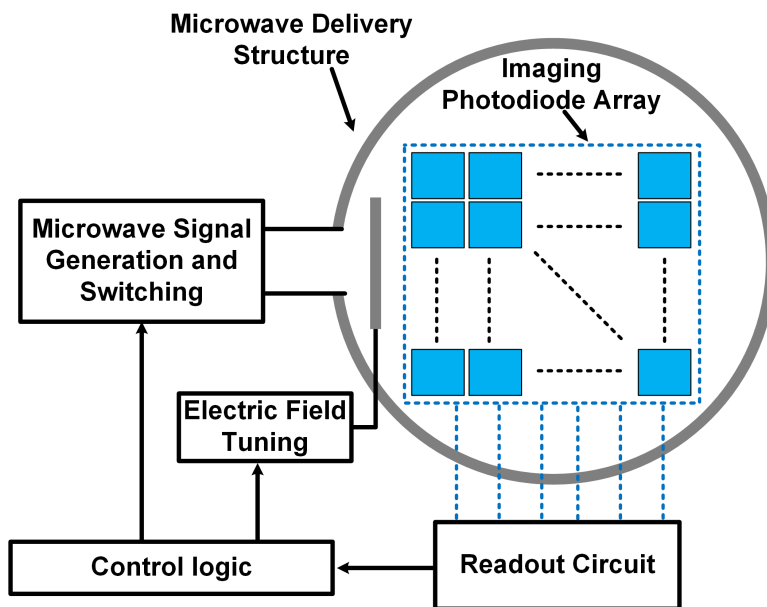 Microwave Delivery
Structure
Imaging
Photodiode Array
Microwave Signal
Generation and
Switching
Electric Field
Tuning
Control logic
Readout Circuit